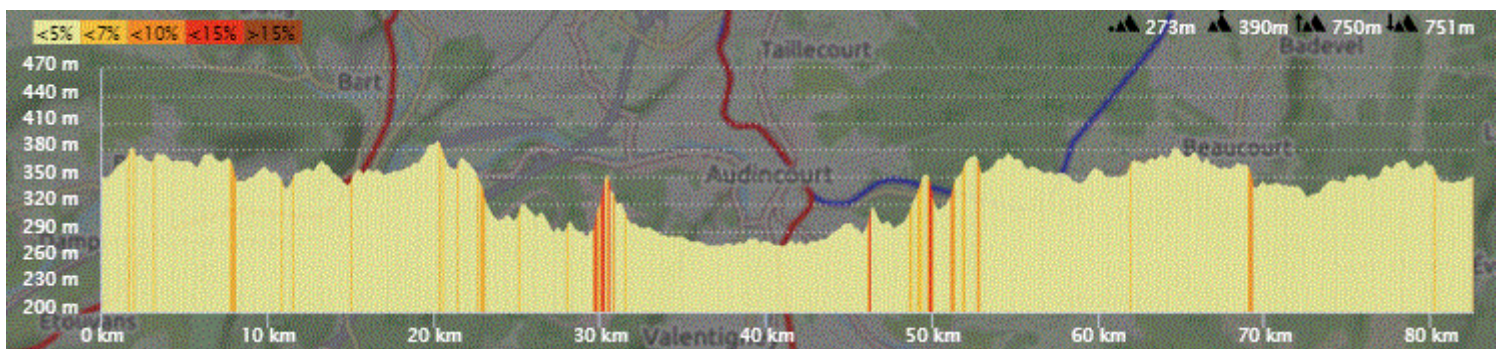 <5% <7% <10% <15% >15%
273m 390m 750m 751m
Taillecourt
Badevel
Bart
470 m
440 m
410 m
380 m
350 m
320 m
290 m
260 m
230 m
200 m
Beaucourt
Audincourt
Etouvans
Valentig
0 km 10 km 20 km 30 km 40 km 50 km 60 km 70 km 80 km